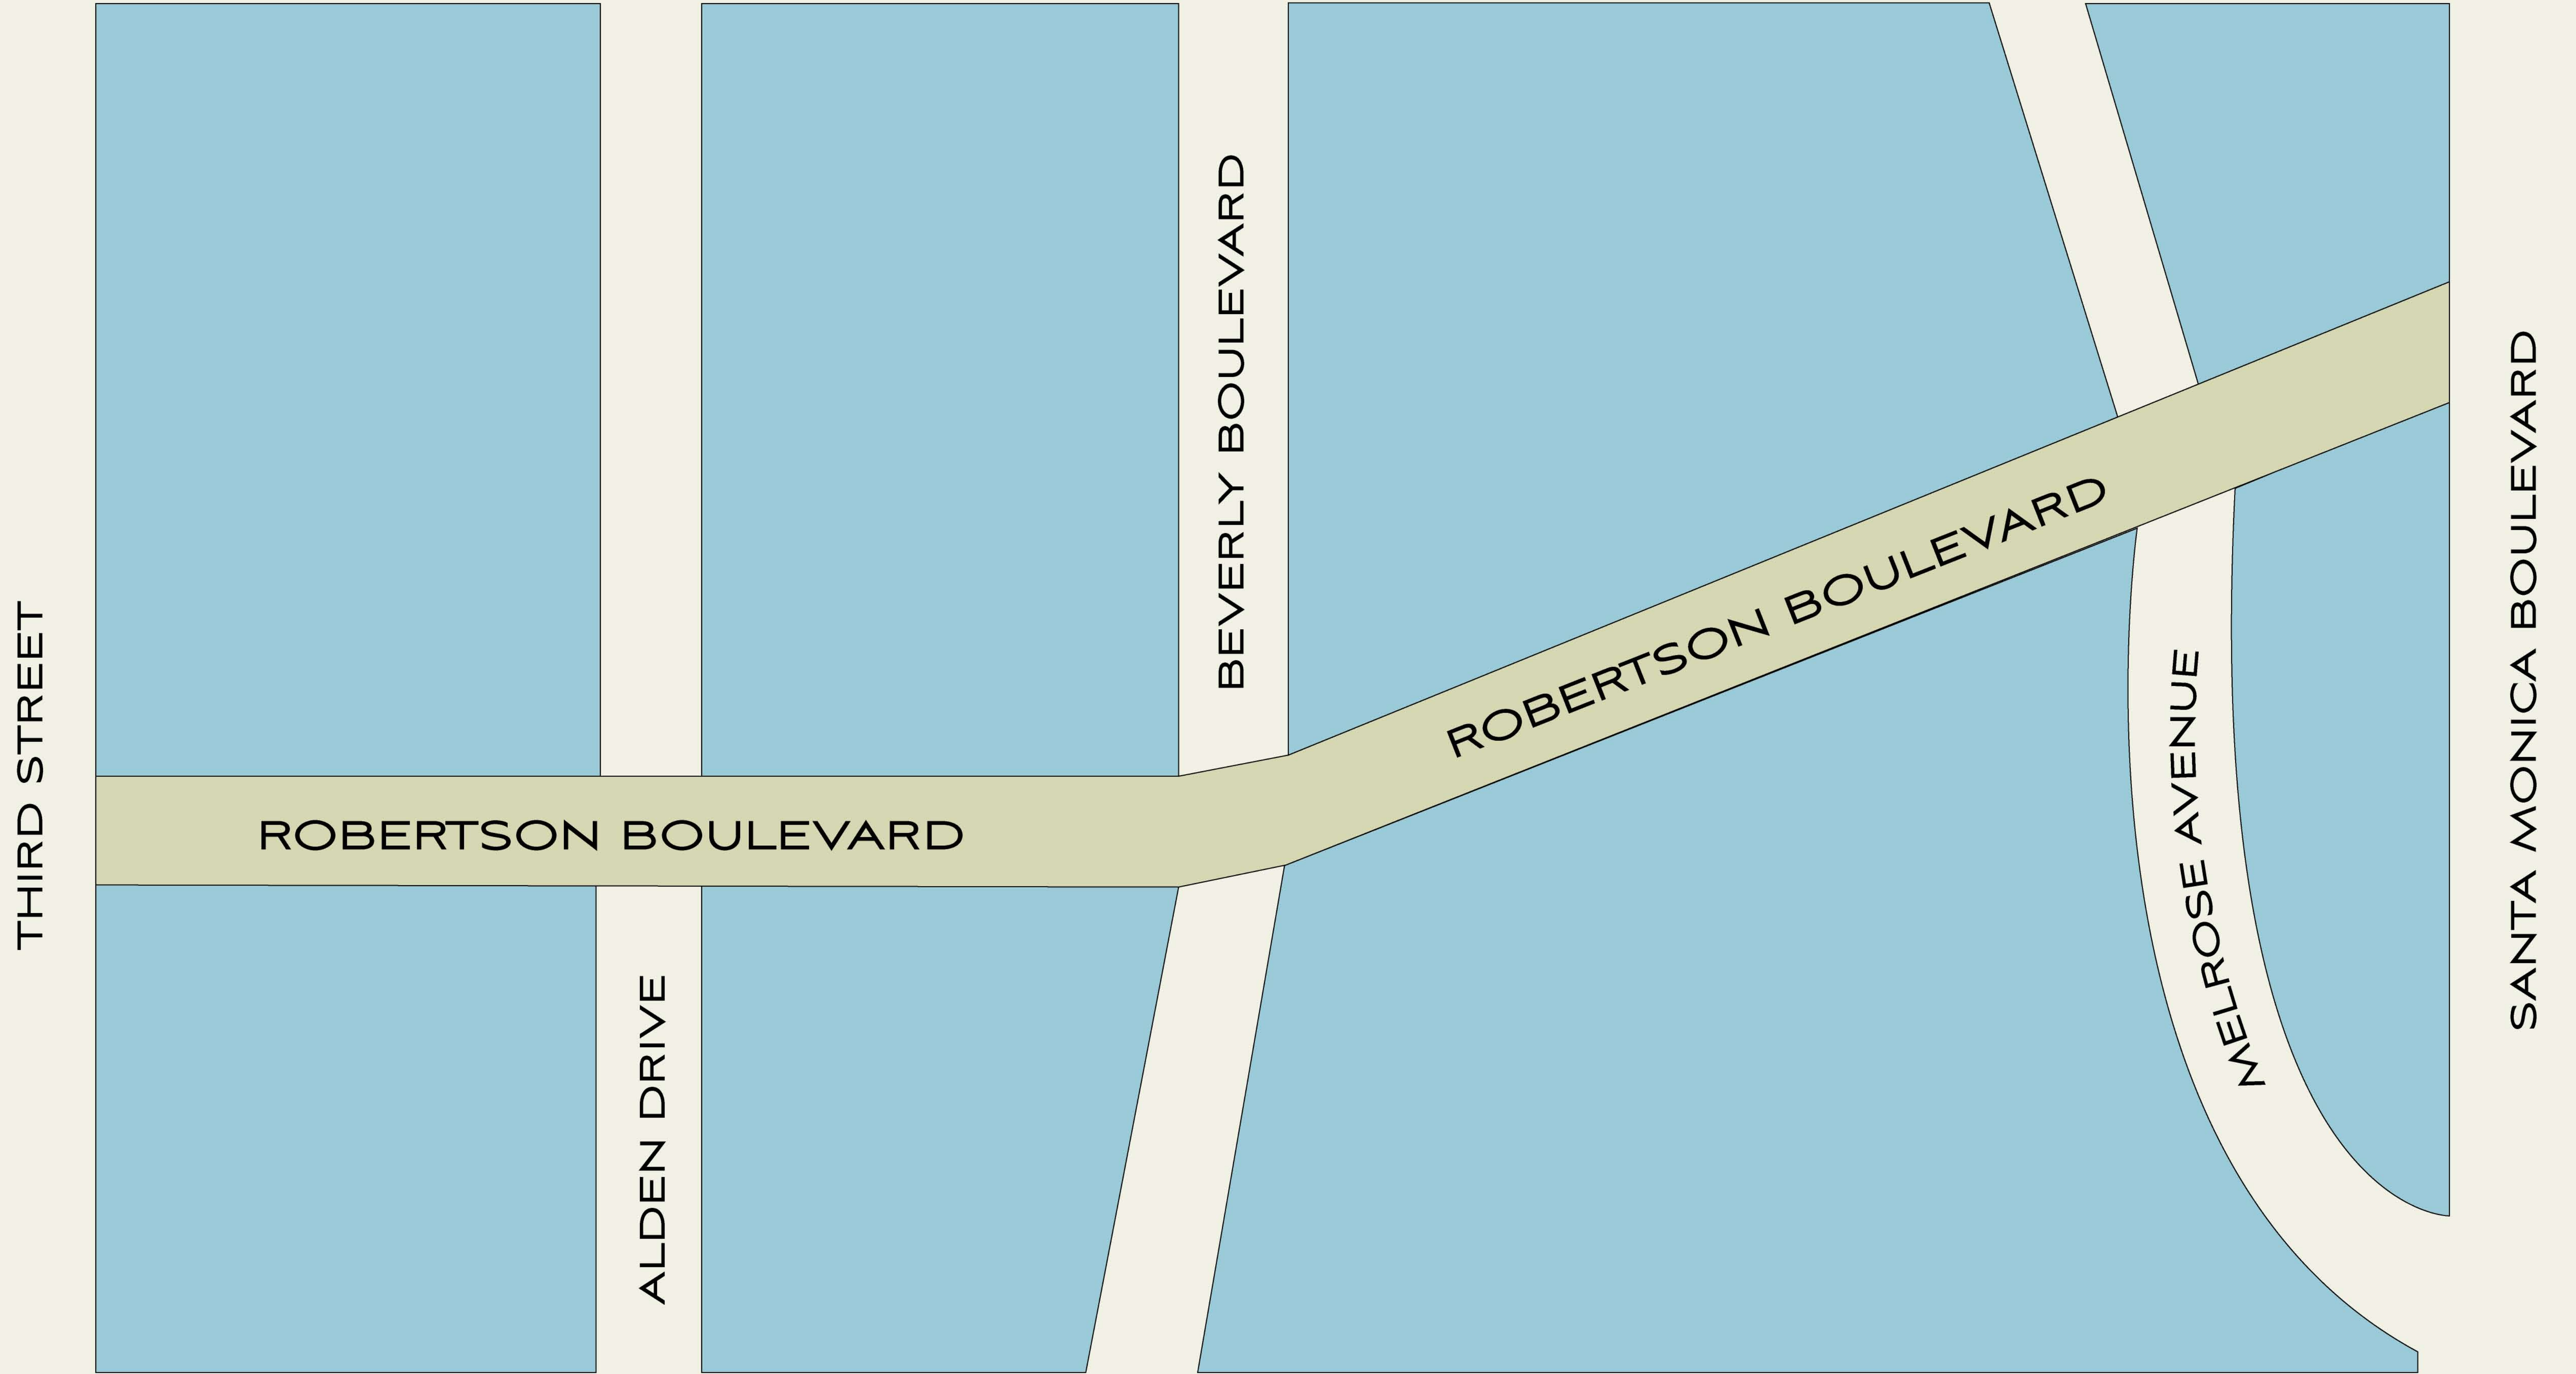 THIRD STREET
ROBERTSON BOULEVARD
ALDEN DRIVE
BEVERLY BOULEVARD
ROBERTSON BOULEVARD
MELROSE AVENUE
SANTA MONICA BOULEVARD